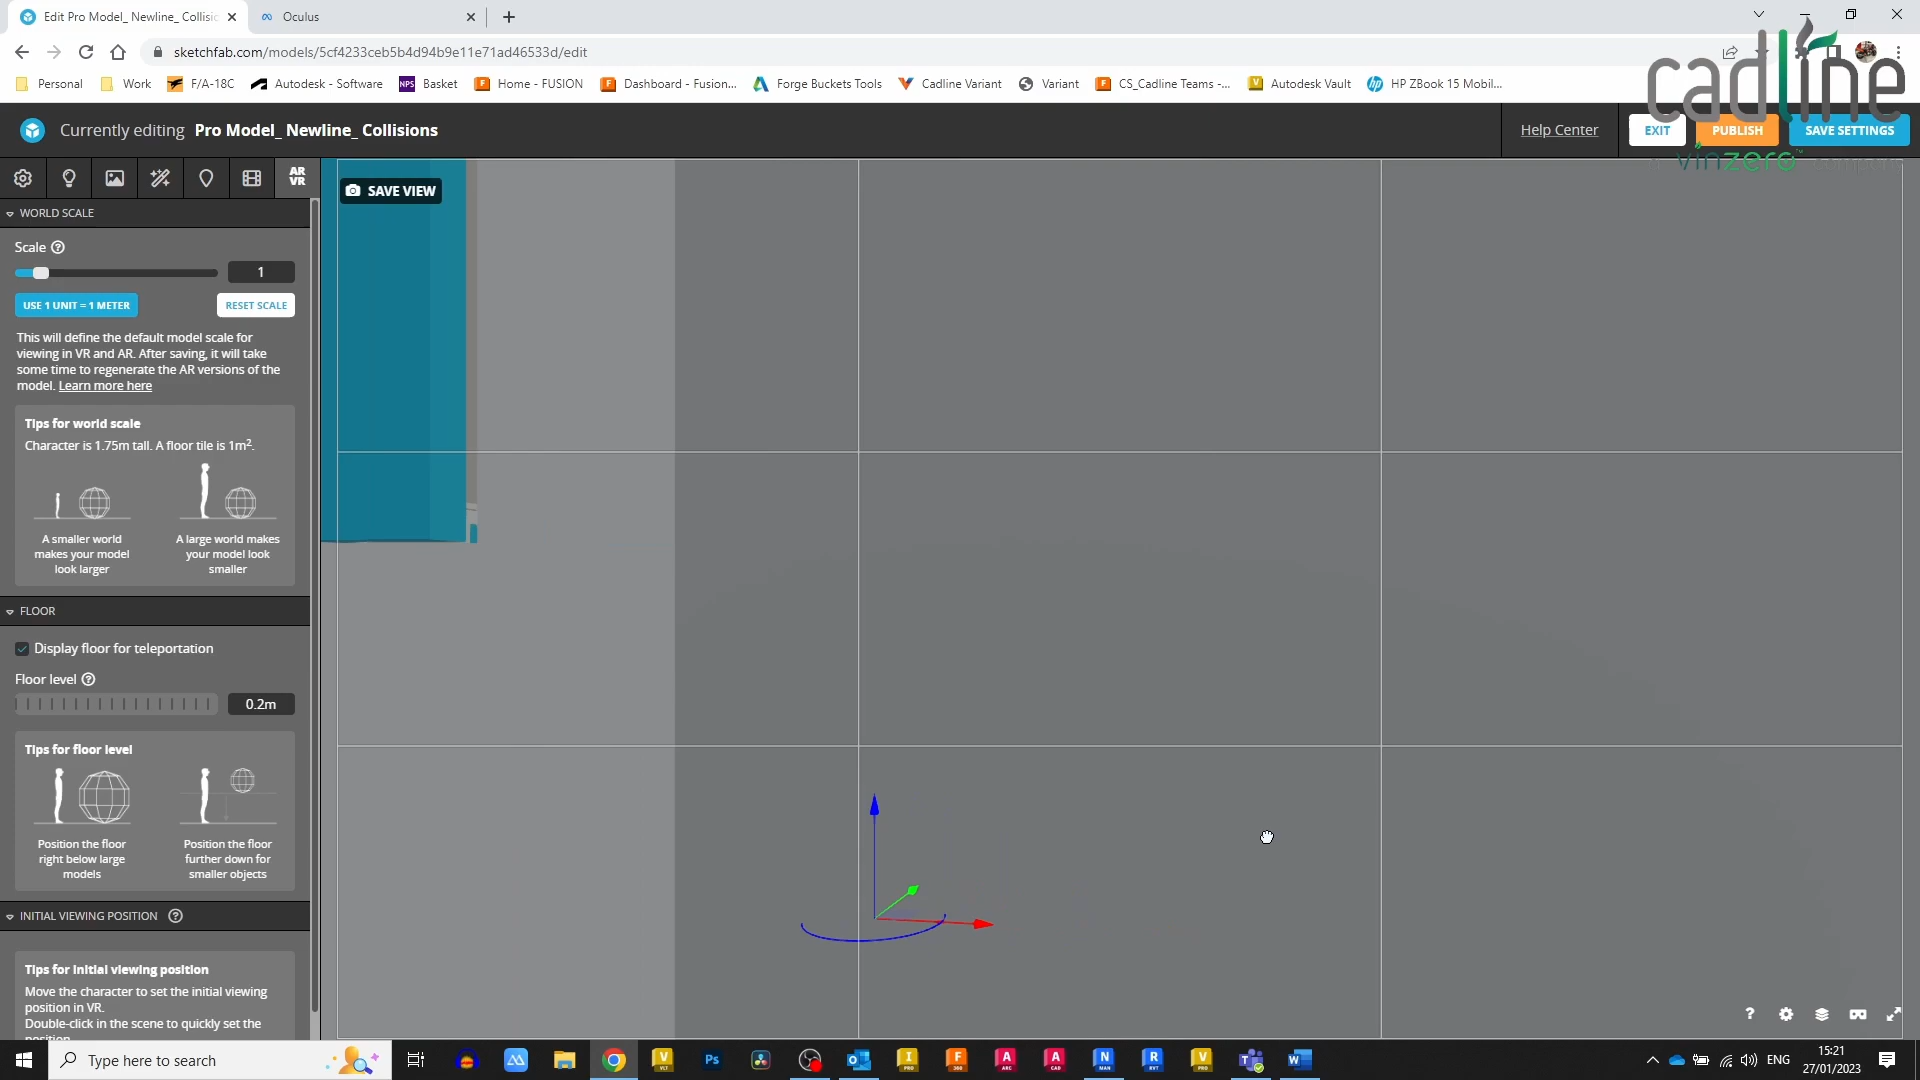 Edit Pro Model_ Newline_ Collisio
Oculus
sketchfab.com/models/5cf4233ceb5b4d94b9e11e71ad46533d/edit
Personal Work F/A-18C Autodesk - Software NPS Basket Home - FUSION Dashboard - Fusion... Forge Buckets Tools Cadline Variant Variant CS_Cadline Teams -... Autodesk Vault HP ZBook 15 Mobil...
cadline
vinzero
Currently editing Pro Model_ Newline_ Collisions
Help Center
EXIT
PUBLISH
SAVE SETTINGS
AR
VR
SAVE VIEW
WORLD SCALE
Scale
1
USE 1 UNIT = 1 METER
RESET SCALE
This will define the default model scale for
viewing in VR and AR. After saving, it will take
some time to regenerate the AR versions of the
model. Learn more here
Tips for world scale
Character is 1.75m tall. A floor tile is 1m².
A smaller world
makes your model
look larger
A large world makes
your model look
smaller
FLOOR
Display floor for teleportation
Floor level
0.2m
Tips for floor level
Position the floor
right below large
models
Position the floor
further down for
smaller objects
INITIAL VIEWING POSITION
Tips for initial viewing position
Move the character to set the initial viewing
position in VR.
Double-click in the scene to quickly set the
position
Type here to search
ENG
15:21
27/01/2023